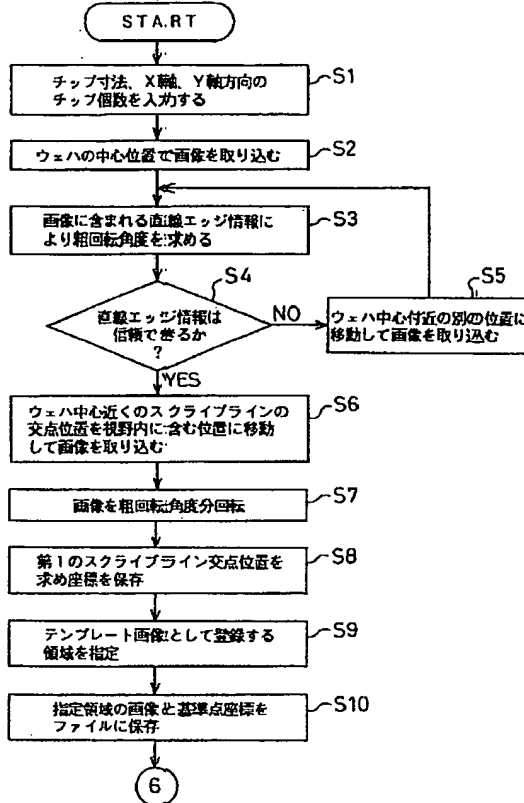 START
チップ寸法、X軸、Y軸方向の
チップ個数を入力する
S1
ウェハの中心位置で画像を取り込む
S2
画像に含まれる直線エッジ情報に
より粗回転角度を求める
S3
直線エッジ情報は
信頼できるか
?
S4
NO
ウェハ中心付近の別の位置に
移動して画像を取り込む
S5
YES
ウェハ中心近くのスクライブラインの
交点位置を視野内に含む位置に移動
して画像を取り込む
S6
画像を粗回転角度分回転
S7
第1のスクライブライン交点位置を
求め座標を保存
S8
テンプレート画像として登録する
領域を指定
S9
指定領域の画像と基準点座標を
ファイルに保存
S10
6